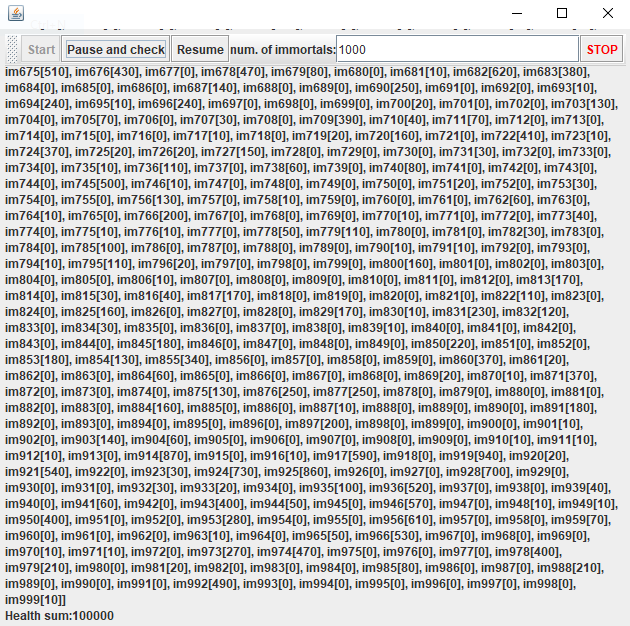 Start Pause and check Resume num. of immortals: 1000 STOP
im675[510], im676[430], im677[0], im678[470], im679[80], im680[0], im681[10], im682[620], im683[380],
im684[0], im685[0], im686[0], im687[140], im688[0], im689[0], im690[250], im691[0], im692[0], im693[10],
im694[240], im695[10], im696[240], im697[0], im698[0], im699[0], im700[20], im701[0], im702[0], im703[130],
im704[0], im705[70], im706[0], im707[30], im708[0], im709[390], im710[40], im711[70], im712[0], im713[0],
im714[0], im715[0], im716[0], im717[10], im718[0], im719[20], im720[160], im721[0], im722[410], im723[10],
im724[370], im725[20], im726[20], im727[150], im728[0], im729[0], im730[0], im731[30], im732[0], im733[0],
im734[0], im735[10], im736[110], im737[0], im738[60], im739[0], im740[80], im741[0], im742[0], im743[0],
im744[0], im745[500], im746[10], im747[0], im748[0], im749[0], im750[0], im751[20], im752[0], im753[30],
im754[0], im755[0], im756[130], im757[0], im758[10], im759[0], im760[0], im761[0], im762[60], im763[0],
im764[10], im765[0], im766[200], im767[0], im768[0], im769[0], im770[10], im771[0], im772[0], im773[40],
im774[0], im775[10], im776[10], im777[0], im778[50], im779[110], im780[0], im781[0], im782[30], im783[0],
im784[0], im785[100], im786[0], im787[0], im788[0], im789[0], im790[10], im791[10], im792[0], im793[0],
im794[10], im795[110], im796[20], im797[0], im798[0], im799[0], im800[160], im801[0], im802[0], im803[0],
im804[0], im805[0], im806[10], im807[0], im808[0], im809[0], im810[0], im811[0], im812[0], im813[170],
im814[0], im815[30], im816[40], im817[170], im818[0], im819[0], im820[0], im821[0], im822[110], im823[0],
im824[0], im825[160], im826[0], im827[0], im828[0], im829[170], im830[10], im831[230], im832[120],
im833[0], im834[30], im835[0], im836[0], im837[0], im838[0], im839[10], im840[0], im841[0], im842[0],
im843[0], im844[0], im845[180], im846[0], im847[0], im848[0], im849[0], im850[220], im851[0], im852[0],
im853[180], im854[130], im855[340], im856[0], im857[0], im858[0], im859[0], im860[370], im861[20],
im862[0], im863[0], im864[60], im865[0], im866[0], im867[0], im868[0], im869[20], im870[10], im871[370],
im872[0], im873[0], im874[0], im875[130], im876[250], im877[250], im878[0], im879[0], im880[0], im881[0],
im882[0], im883[0], im884[160], im885[0], im886[0], im887[10], im888[0], im889[0], im890[0], im891[180],
im892[0], im893[0], im894[0], im895[0], im896[0], im897[200], im898[0], im899[0], im900[0], im901[10],
im902[0], im903[140], im904[60], im905[0], im906[0], im907[0], im908[0], im909[0], im910[10], im911[10],
im912[10], im913[0], im914[870], im915[0], im916[10], im917[590], im918[0], im919[940], im920[20],
im921[540], im922[0], im923[30], im924[730], im925[860], im926[0], im927[0], im928[700], im929[0],
im930[0], im931[0], im932[30], im933[20], im934[0], im935[100], im936[520], im937[0], im938[0], im939[40],
im940[0], im941[60], im942[0], im943[400], im944[50], im945[0], im946[570], im947[0], im948[10], im949[10],
im950[400], im951[0], im952[0], im953[280], im954[0], im955[0], im956[610], im957[0], im958[0], im959[70],
im960[0], im961[0], im962[0], im963[10], im964[0], im965[50], im966[530], im967[0], im968[0], im969[0],
im970[10], im971[10], im972[0], im973[270], im974[470], im975[0], im976[0], im977[0], im978[400],
im979[210], im980[0], im981[20], im982[0], im983[0], im984[0], im985[80], im986[0], im987[0], im988[210],
im989[0], im990[0], im991[0], im992[490], im993[0], im994[0], im995[0], im996[0], im997[0], im998[0],
im999[10]]
Health sum:100000